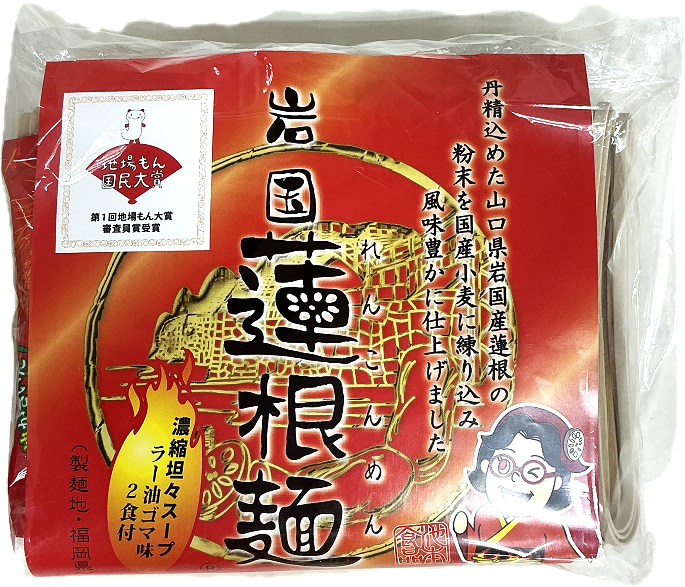 丹精込めた山口県岩国産蓮根の
粉末を国産小麦に練り込み
風味豊かに仕上げました
岩国蓮根麺
れんこんめん
®
地場もん
国民大賞
第1回地場もん大賞
審査員賞受賞
濃縮坦々スープ
ラー油ゴマ味
2食付
(製麺地・福岡県